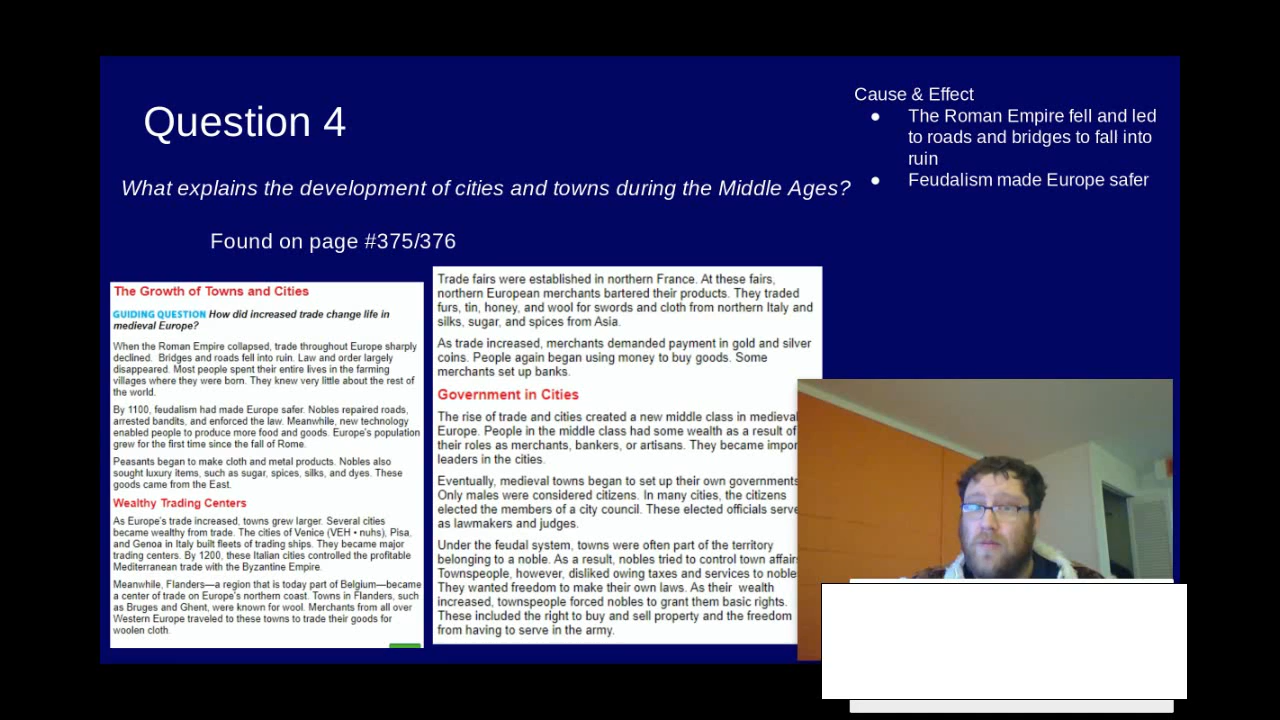 Question 4
What explains the development of cities and towns during the Middle Ages?
Found on page #375/376
Cause & Effect
● The Roman Empire fell and led
to roads and bridges to fall into
ruin
● Feudalism made Europe safer
The Growth of Towns and Cities
GUIDING QUESTION How did increased trade change life in
medieval Europe?
When the Roman Empire collapsed, trade throughout Europe sharply
declined. Bridges and roads fell into ruin. Law and order largely
disappeared. Most people spent their entire lives in the farming
villages where they were born. They knew very little about the rest of
the world.
By 1100, feudalism had made Europe safer. Nobles repaired roads,
arrested bandits, and enforced the law. Meanwhile, new technology
enabled people to produce more food and goods. Europe's population
grew for the first time since the fall of Rome.
Peasants began to make cloth and metal products. Nobles also
sought luxury items, such as sugar, spices, silks, and dyes. These
goods came from the East.
Wealthy Trading Centers
As Europe's trade increased, towns grew larger. Several cities
became wealthy from trade. The cities of Venice (VEH • nuhs), Pisa,
and Genoa in Italy built fleets of trading ships. They became major
trading centers. By 1200, these Italian cities controlled the profitable
Mediterranean trade with the Byzantine Empire.
Meanwhile, Flanders—a region that is today part of Belgium—became
a center of trade on Europe's northern coast. Towns in Flanders, such
as Bruges and Ghent, were known for wool. Merchants from all over
Western Europe traveled to these towns to trade their goods for
woolen cloth.
Trade fairs were established in northern France. At these fairs,
northern European merchants bartered their products. They traded
furs, tin, honey, and wool for swords and cloth from northern Italy and
silks, sugar, and spices from Asia.
As trade increased, merchants demanded payment in gold and silver
coins. People again began using money to buy goods. Some
merchants set up banks.
Government in Cities
The rise of trade and cities created a new middle class in medieval
Europe. People in the middle class had some wealth as a result of
their roles as merchants, bankers, or artisans. They became impor
leaders in the cities.
Eventually, medieval towns began to set up their own governments
Only males were considered citizens. In many cities, the citizens
elected the members of a city council. These elected officials serve
as lawmakers and judges.
Under the feudal system, towns were often part of the territory
belonging to a noble. As a result, nobles tried to control town affair
Townspeople, however, disliked owing taxes and services to noble
They wanted freedom to make their own laws. As their wealth
increased, townspeople forced nobles to grant them basic rights.
These included the right to buy and sell property and the freedom
from having to serve in the army.